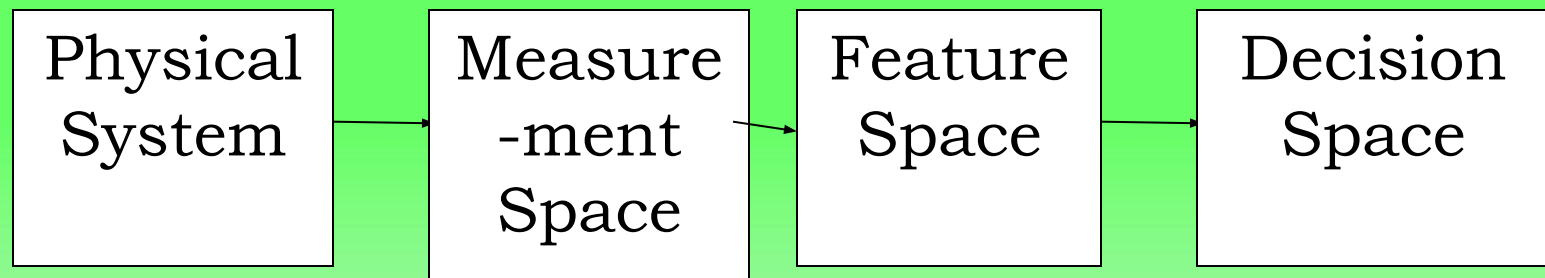 Physical
System
Measure
-ment
Space
Feature
Space
Decision
Space